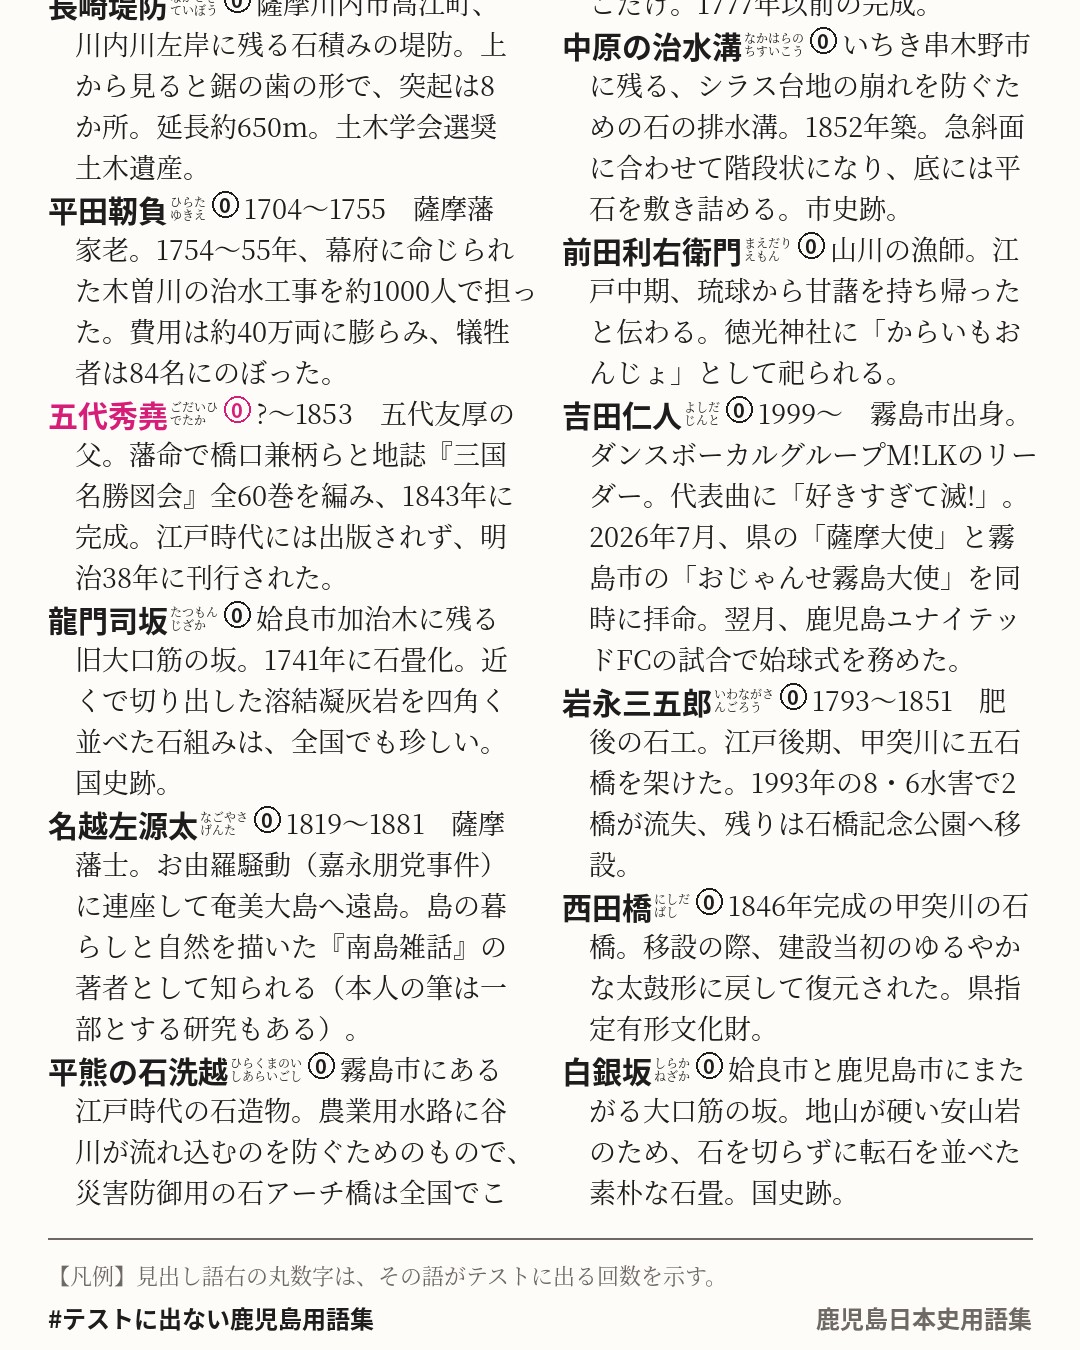 長崎堤防 ていぼう ⓪ 薩摩川内市高江町、
川内川左岸に残る石積みの堤防。上
から見ると鋸の歯の形で、突起は8
か所。延長約650m。土木学会選奨
土木遺産。
平田靭負 ひらたゆきえ ⓪ 1704〜1755　薩摩藩
家老。1754〜55年、幕府に命じられ
た木曽川の治水工事を約1000人で担っ
た。費用は約40万両に膨らみ、犠牲
者は84名にのぼった。
五代秀堯 ごだいひでたか ⓪ ?〜1853　五代友厚の
父。藩命で橋口兼柄らと地誌『三国
名勝図会』全60巻を編み、1843年に
完成。江戸時代には出版されず、明
治38年に刊行された。
龍門司坂 たつもんじざか ⓪ 姶良市加治木に残る
旧大口筋の坂。1741年に石畳化。近
くで切り出した溶結凝灰岩を四角く
並べた石組みは、全国でも珍しい。
国史跡。
名越左源太 なごやさげんた ⓪ 1819〜1881　薩摩
藩士。お由羅騒動（嘉永朋党事件）
に連座して奄美大島へ遠島。島の暮
らしと自然を描いた『南島雑話』の
著者として知られる（本人の筆は一
部とする研究もある）。
平熊の石洗越 ひらくまのいしあらいごし ⓪ 霧島市にある
江戸時代の石造物。農業用水路に谷
川が流れ込むのを防ぐためのもので、
災害防御用の石アーチ橋は全国でこ
こだけ。1777年以前の完成。
中原の治水溝 なかはらのちすいこう ⓪ いちき串木野市
に残る、シラス台地の崩れを防ぐた
めの石の排水溝。1852年築。急斜面
に合わせて階段状になり、底には平
石を敷き詰める。市史跡。
前田利右衛門 まえだりえもん ⓪ 山川の漁師。江
戸中期、琉球から甘藷を持ち帰った
と伝わる。徳光神社に「からいもお
んじょ」として祀られる。
吉田仁人 よしだじんと ⓪ 1999〜　霧島市出身。
ダンスボーカルグループM!LKのリー
ダー。代表曲に「好きすぎて滅!」。
2026年7月、県の「薩摩大使」と霧
島市の「おじゃんせ霧島大使」を同
時に拝命。翌月、鹿児島ユナイテッ
ドFCの試合で始球式を務めた。
岩永三五郎 いわながさんごろう ⓪ 1793〜1851　肥
後の石工。江戸後期、甲突川に五石
橋を架けた。1993年の8・6水害で2
橋が流失、残りは石橋記念公園へ移
設。
西田橋 にしだばし ⓪ 1846年完成の甲突川の石
橋。移設の際、建設当初のゆるやか
な太鼓形に戻して復元された。県指
定有形文化財。
白銀坂 しらかねざか ⓪ 姶良市と鹿児島市にまた
がる大口筋の坂。地山が硬い安山岩
のため、石を切らずに転石を並べた
素朴な石畳。国史跡。
【凡例】見出し語右の丸数字は、その語がテストに出る回数を示す。
#テストに出ない鹿児島用語集
鹿児島日本史用語集